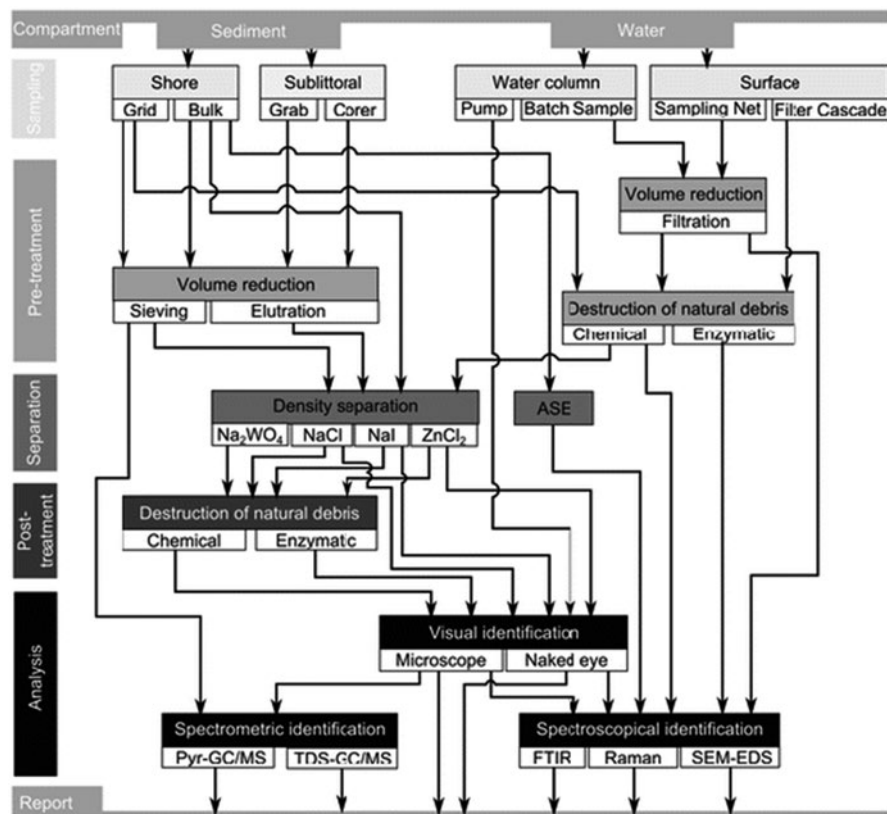 Compartment
Sediment
Water
Sampling
Shore
Sublittoral
Water column
Surface
Grid
Bulk
Grab
Corer
Pump
Batch Sample
Sampling Net
Filter Cascade
Pre-treatment
Volume reduction
Filtration
Volume reduction
Sieving
Elutration
Destruction of natural debris
Chemical
Enzymatic
Separation
Density separation
ASE
Na₂WO₄
NaCl
NaI
ZnCl₂
Post-
treatment
Destruction of natural debris
Chemical
Enzymatic
Analysis
Visual identification
Microscope
Naked eye
Spectrometric identification
Spectroscopical identification
Pyr-GC/MS
TDS-GC/MS
FTIR
Raman
SEM-EDS
Report